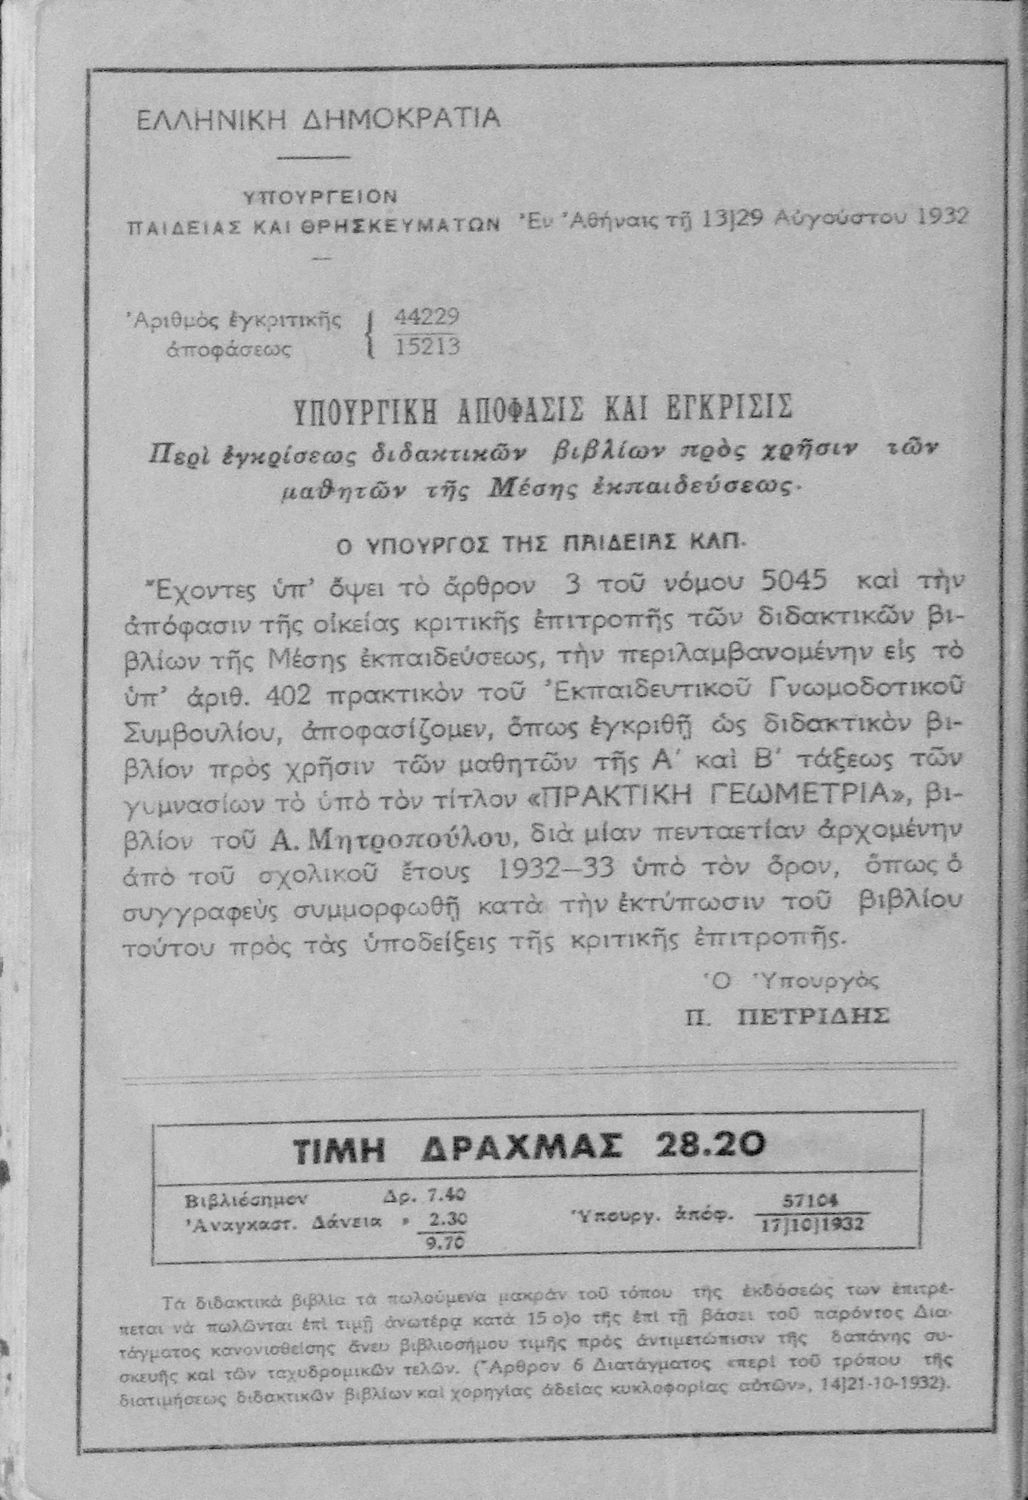 ΕΛΛΗΝΙΚΗ ΔΗΜΟΚΡΑΤΙΑ
ΥΠΟΥΡΓΕΙΟΝ
ΠΑΙΔΕΙΑΣ ΚΑΙ ΘΡΗΣΚΕΥΜΑΤΩΝ
Ἐν Ἀθήναις τῇ 13]29 Αὐγούστου 1932
Ἀριθμὸς ἐγκριτικῆς { 44229
ἀποφάσεως 15213
ΥΠΟΥΡΓΙΚΗ ΑΠΟΦΑΣΙΣ ΚΑΙ ΕΓΚΡΙΣΙΣ
Περὶ ἐγκρίσεως διδακτικῶν βιβλίων πρὸς χρῆσιν τῶν
μαθητῶν τῆς Μέσης ἐκπαιδεύσεως.
Ο ΥΠΟΥΡΓΟΣ ΤΗΣ ΠΑΙΔΕΙΑΣ ΚΛΠ.
Ἔχοντες ὑπ' ὄψει τὸ ἄρθρον 3 τοῦ νόμου 5045 καὶ τὴν
ἀπόφασιν τῆς οἰκείας κριτικῆς ἐπιτροπῆς τῶν διδακτικῶν βι-
βλίων τῆς Μέσης ἐκπαιδεύσεως, τὴν περιλαμβανομένην εἰς τὸ
ὑπ' ἀριθ. 402 πρακτικὸν τοῦ Ἐκπαιδευτικοῦ Γνωμοδοτικοῦ
Συμβουλίου, ἀποφασίζομεν, ὅπως ἐγκριθῇ ὡς διδακτικὸν βι-
βλίον πρὸς χρῆσιν τῶν μαθητῶν τῆς Α' καὶ Β' τάξεως τῶν
γυμνασίων τὸ ὑπὸ τὸν τίτλον «ΠΡΑΚΤΙΚΗ ΓΕΩΜΕΤΡΙΑ», βι-
βλίον τοῦ Α. Μητροπούλου, διὰ μίαν πενταετίαν ἀρχομένην
ἀπὸ τοῦ σχολικοῦ ἔτους 1932—33 ὑπὸ τὸν ὅρον, ὅπως ὁ
συγγραφεὺς συμμορφωθῇ κατὰ τὴν ἐκτύπωσιν τοῦ βιβλίου
τούτου πρὸς τὰς ὑποδείξεις τῆς κριτικῆς ἐπιτροπῆς.
Ὁ Ὑπουργὸς
Π. ΠΕΤΡΙΔΗΣ
ΤΙΜΗ ΔΡΑΧΜΑΣ 28.20
Βιβλιόσημον Δρ. 7.40
Ἀναγκαστ. Δάνεια » 2.30
9.70
Ὑπουργ. ἀπόφ. 57104
17]10]1932
Τὰ διδακτικὰ βιβλία τὰ πωλούμενα μακρὰν τοῦ τόπου τῆς ἐκδόσεώς των ἐπιτρέ-
πεται νὰ πωλῶνται ἐπὶ τιμῇ ἀνωτέρᾳ κατὰ 15 ο)ο τῆς ἐπὶ τῇ βάσει τοῦ παρόντος Δια-
τάγματος κανονισθείσης ἄνευ βιβλιοσήμου τιμῆς πρὸς ἀντιμετώπισιν τῆς δαπάνης συ-
σκευῆς καὶ τῶν ταχυδρομικῶν τελῶν. (Ἄρθρον 6 Διατάγματος «περὶ τοῦ τρόπου τῆς
διατιμήσεως διδακτικῶν βιβλίων καὶ χορηγίας ἀδείας κυκλοφορίας αὐτῶν», 14]21-10-1932).